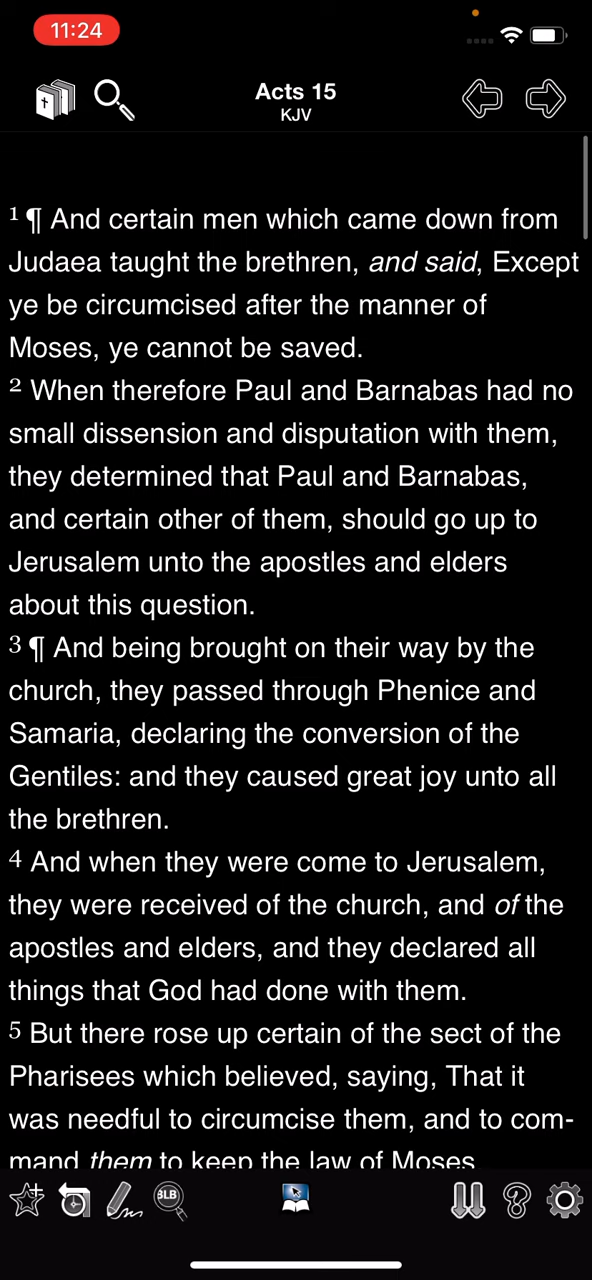 11:24
Acts 15
KJV
1 ¶ And certain men which came down from
Judaea taught the brethren, and said, Except
ye be circumcised after the manner of
Moses, ye cannot be saved.
2 When therefore Paul and Barnabas had no
small dissension and disputation with them,
they determined that Paul and Barnabas,
and certain other of them, should go up to
Jerusalem unto the apostles and elders
about this question.
3 ¶ And being brought on their way by the
church, they passed through Phenice and
Samaria, declaring the conversion of the
Gentiles: and they caused great joy unto all
the brethren.
4 And when they were come to Jerusalem,
they were received of the church, and of the
apostles and elders, and they declared all
things that God had done with them.
5 But there rose up certain of the sect of the
Pharisees which believed, saying, That it
was needful to circumcise them, and to com-
mand them to keep the law of Moses
BLB